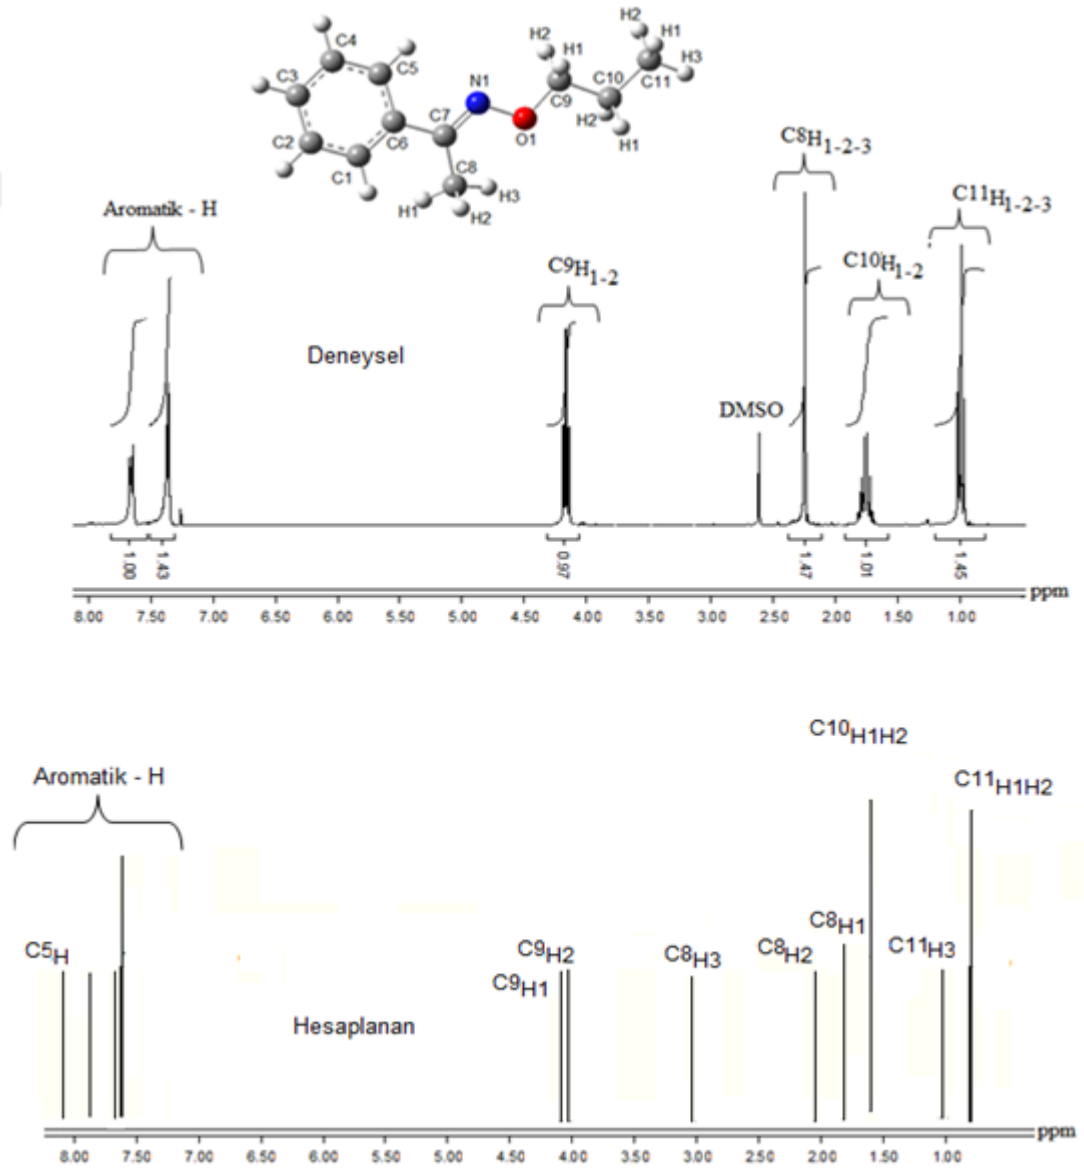 H2
H1
H2
H1
H3
C4
C5
C3
C11
C10
C9
N1
C7
O1
H2
H1
C2
C6
C1
C8
H3
H1
H2
Aromatik - H
C9H1-2
C8H1-2-3
C10H1-2
C11H1-2-3
Deneysel
DMSO
1.00
1.43
0.97
1.47
1.01
1.45
ppm
8.00 7.50 7.00 6.50 6.00 5.50 5.00 4.50 4.00 3.50 3.00 2.50 2.00 1.50 1.00
C10H1H2
Aromatik - H
C11H1H2
C5H
C9H2
C9H1
C8H3
C8H2
C8H1
C11H3
Hesaplanan
ppm
8.00 7.50 7.00 6.50 6.00 5.50 5.00 4.50 4.00 3.50 3.00 2.50 2.00 1.50 1.00